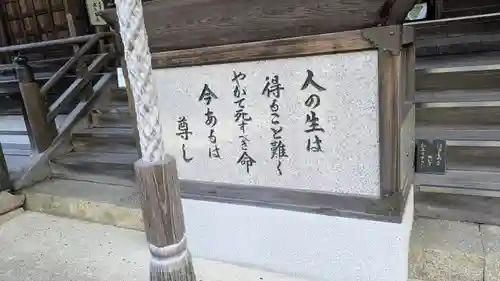 人の生は
得ること難く
やがて死すべき命
今あるは
尊し